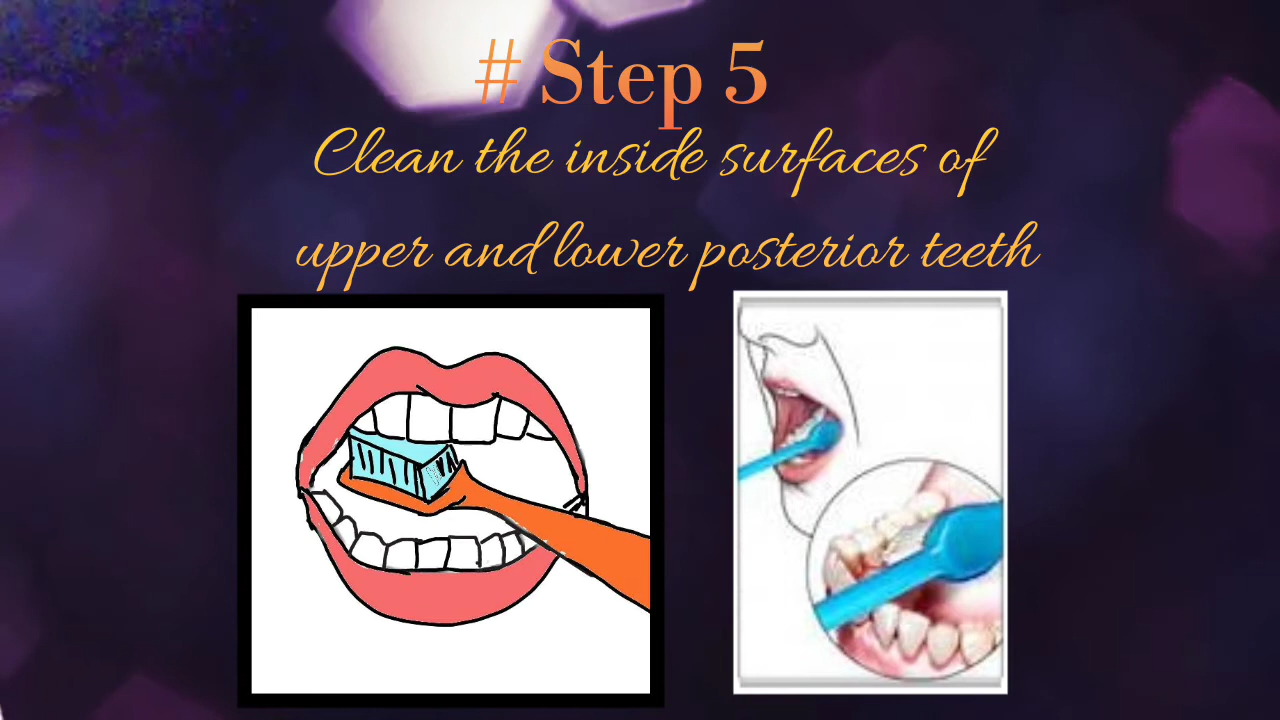 # Step 5
Clean the inside surfaces of
upper and lower posterior teeth